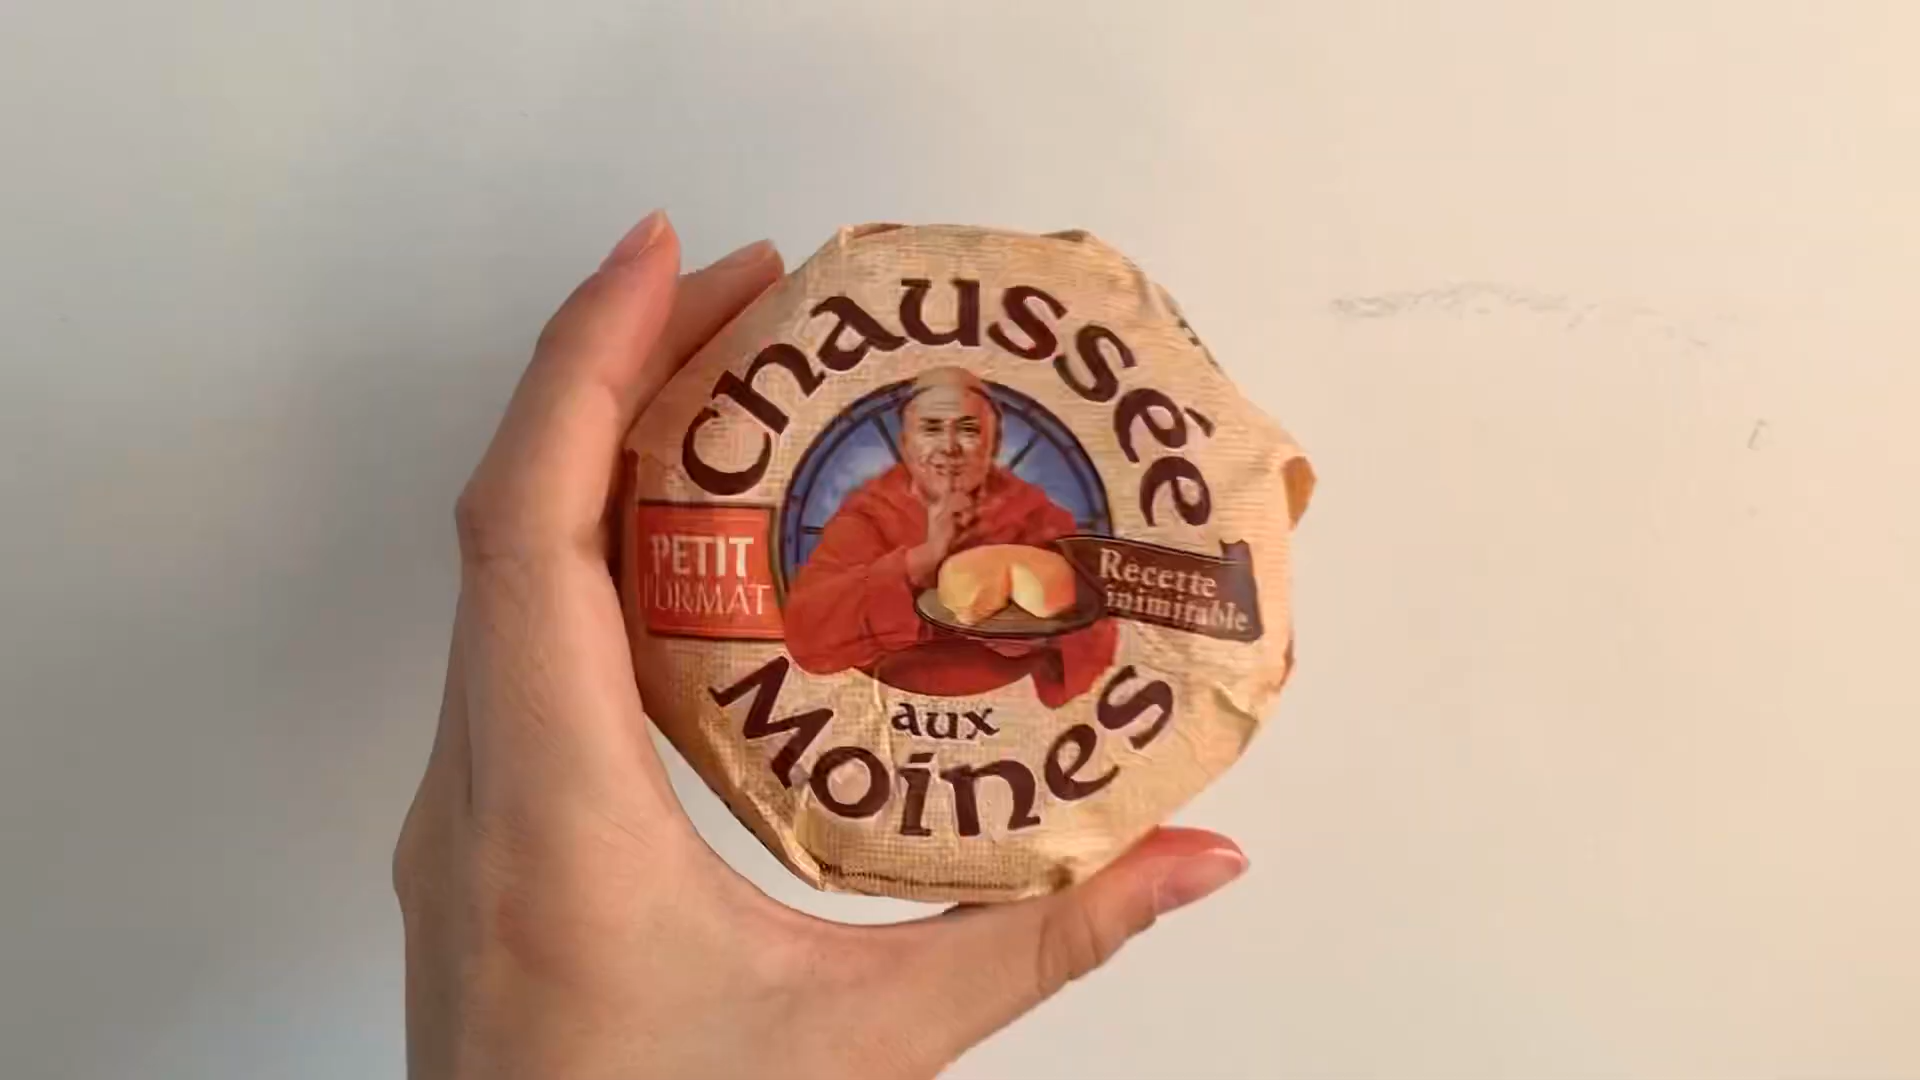 Chaussée
PETIT
FORMAT
Recette
inimitable
aux
Moines